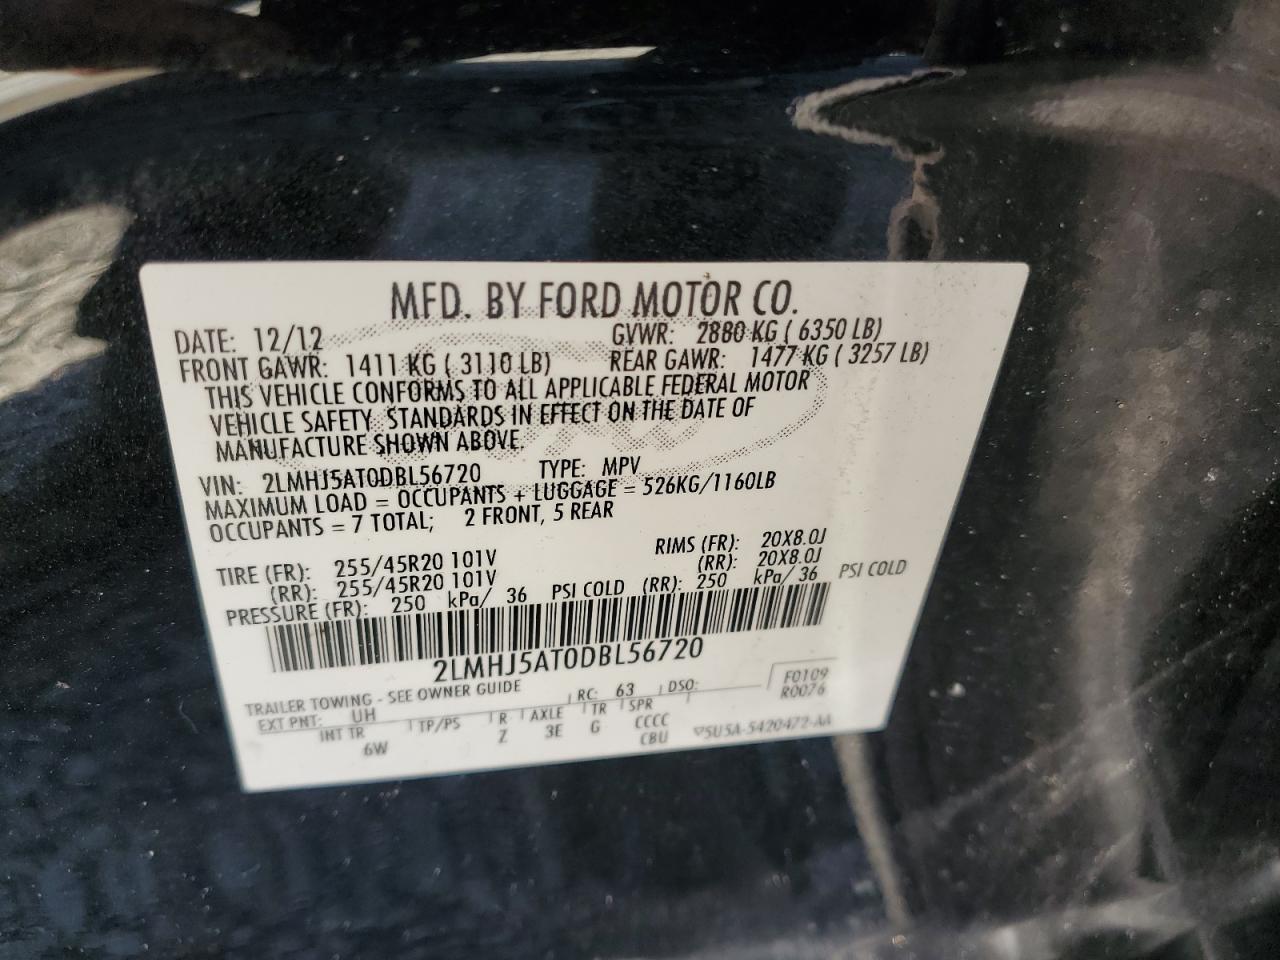 MFD. BY FORD MOTOR CO.
DATE: 12/12 GVWR: 2880 KG ( 6350 LB)
FRONT GAWR: 1411 KG ( 3110 LB) REAR GAWR: 1477 KG ( 3257 LB)
THIS VEHICLE CONFORMS TO ALL APPLICABLE FEDERAL MOTOR
VEHICLE SAFETY STANDARDS IN EFFECT ON THE DATE OF
MANUFACTURE SHOWN ABOVE.
VIN: 2LMHJ5AT0DBL56720 TYPE: MPV
MAXIMUM LOAD = OCCUPANTS + LUGGAGE = 526KG/1160LB
OCCUPANTS = 7 TOTAL; 2 FRONT, 5 REAR
TIRE (FR): 255/45R20 101V RIMS (FR): 20X8.0J
(RR): 255/45R20 101V (RR): 20X8.0J
PRESSURE (FR): 250 kPa/ 36 PSI COLD (RR): 250 kPa/ 36 PSI COLD
2LMHJ5AT0DBL56720
TRAILER TOWING - SEE OWNER GUIDE RC: 63 DSO: F0109
R0076
EXT PNT: UH TP/PS R AXLE TR SPR
INT TR 6W Z 3E G CCCC
CBU
▽5U5A-5420472-AA